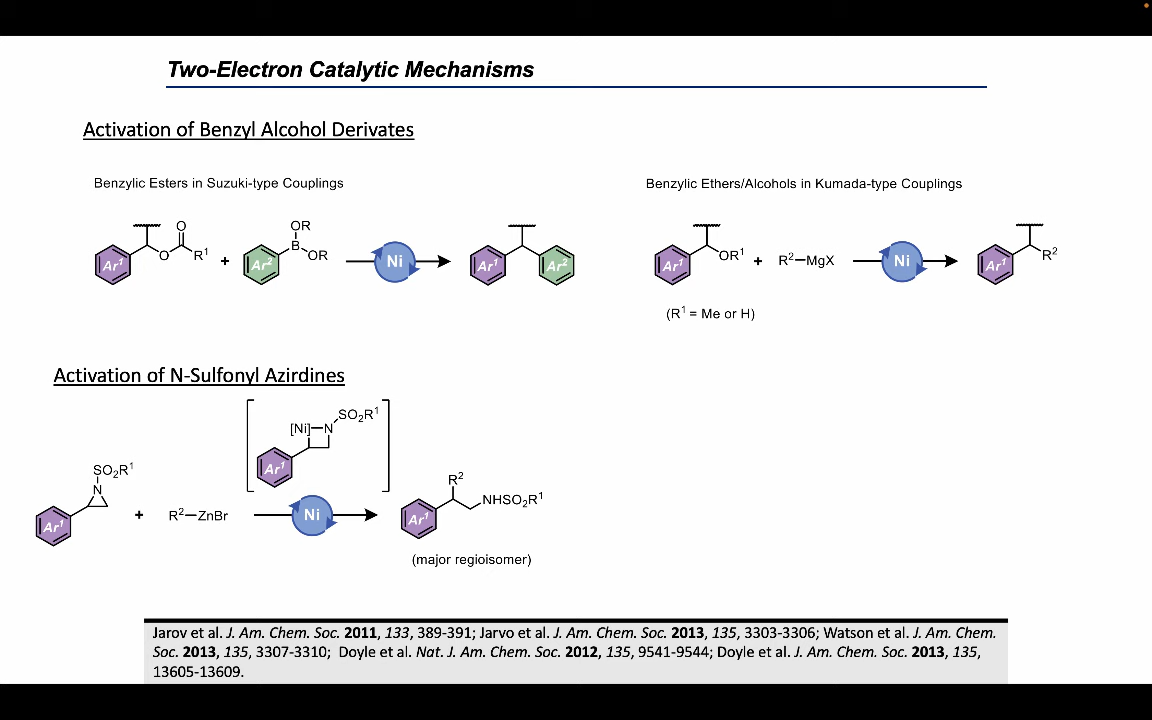 Two-Electron Catalytic Mechanisms
Activation of Benzyl Alcohol Derivates
Benzylic Esters in Suzuki-type Couplings
Ar¹
O
O
R¹
+
Ar²
B
OR
OR
Ni
Ar¹
Ar²
Benzylic Ethers/Alcohols in Kumada-type Couplings
Ar¹
OR¹
+
R²—MgX
Ni
Ar¹
R²
(R¹ = Me or H)
Activation of N-Sulfonyl Azirdines
[Ni]—N
SO₂R¹
Ar¹
SO₂R¹
N
Ar¹
+
R²—ZnBr
Ni
R²
NHSO₂R¹
Ar¹
(major regioisomer)
Jarov et al. J. Am. Chem. Soc. 2011, 133, 389-391; Jarvo et al. J. Am. Chem. Soc. 2013, 135, 3303-3306; Watson et al. J. Am. Chem.
Soc. 2013, 135, 3307-3310; Doyle et al. Nat. J. Am. Chem. Soc. 2012, 135, 9541-9544; Doyle et al. J. Am. Chem. Soc. 2013, 135,
13605-13609.